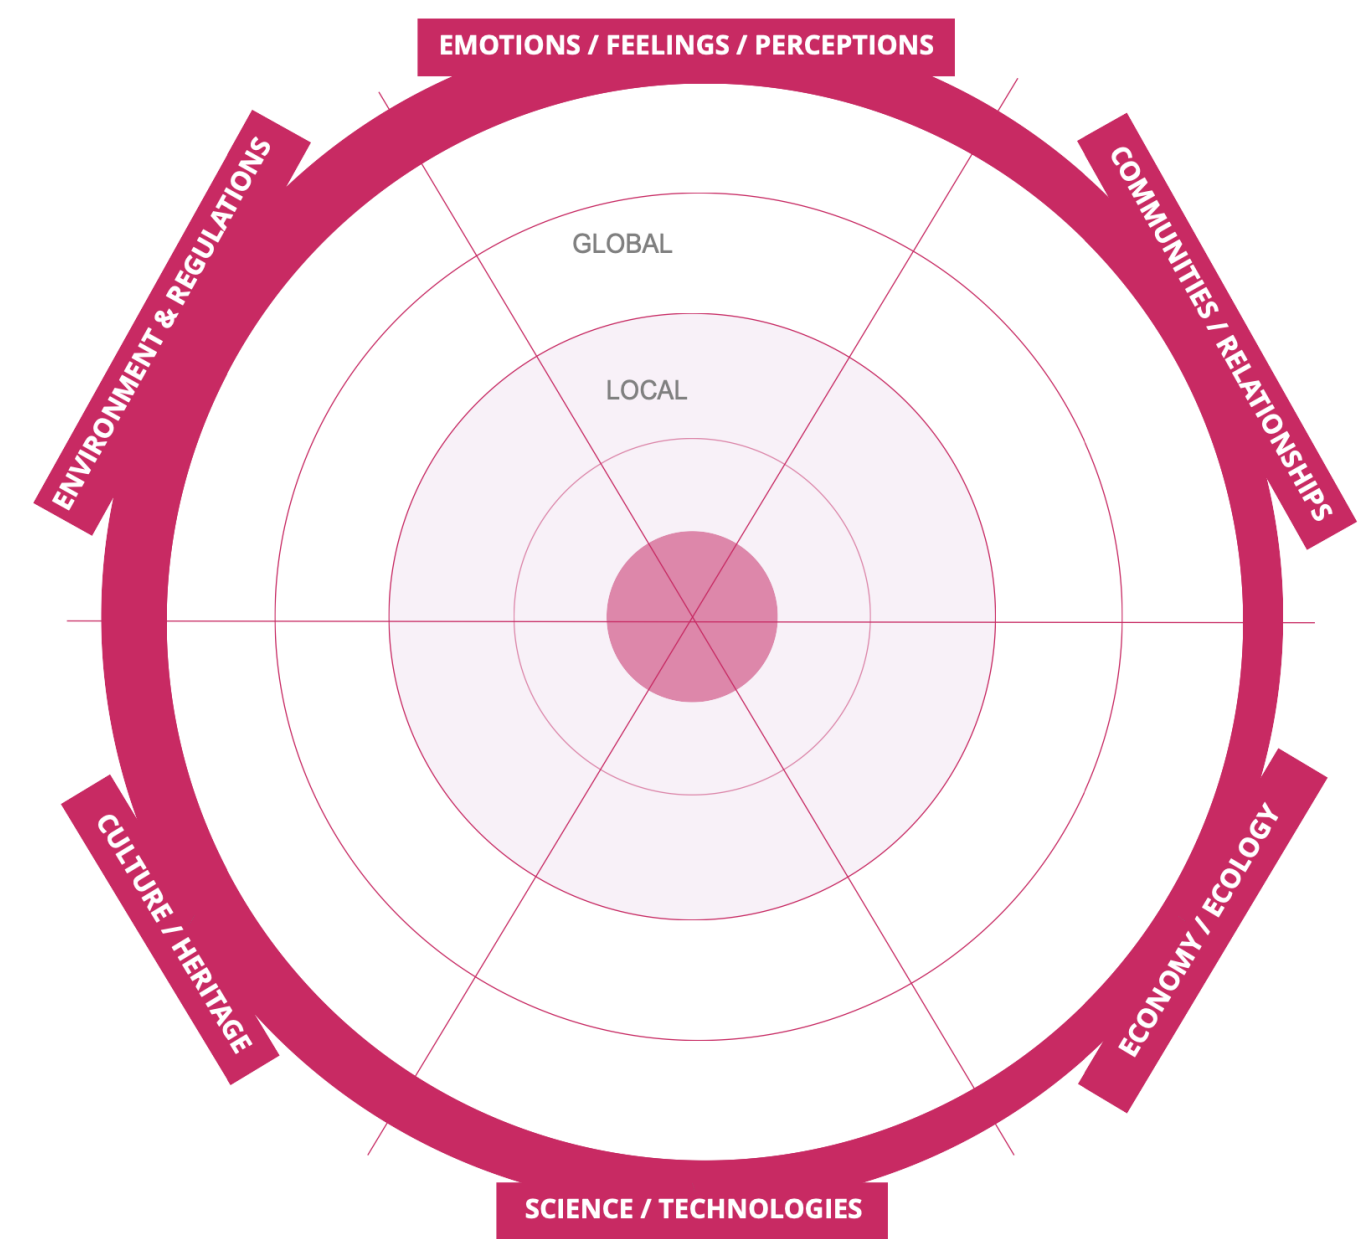 EMOTIONS / FEELINGS / PERCEPTIONS
ENVIRONMENT & REGULATIONS
COMMUNITIES / RELATIONSHIPS
GLOBAL
LOCAL
CULTURE / HERITAGE
ECONOMY / ECOLOGY
SCIENCE / TECHNOLOGIES